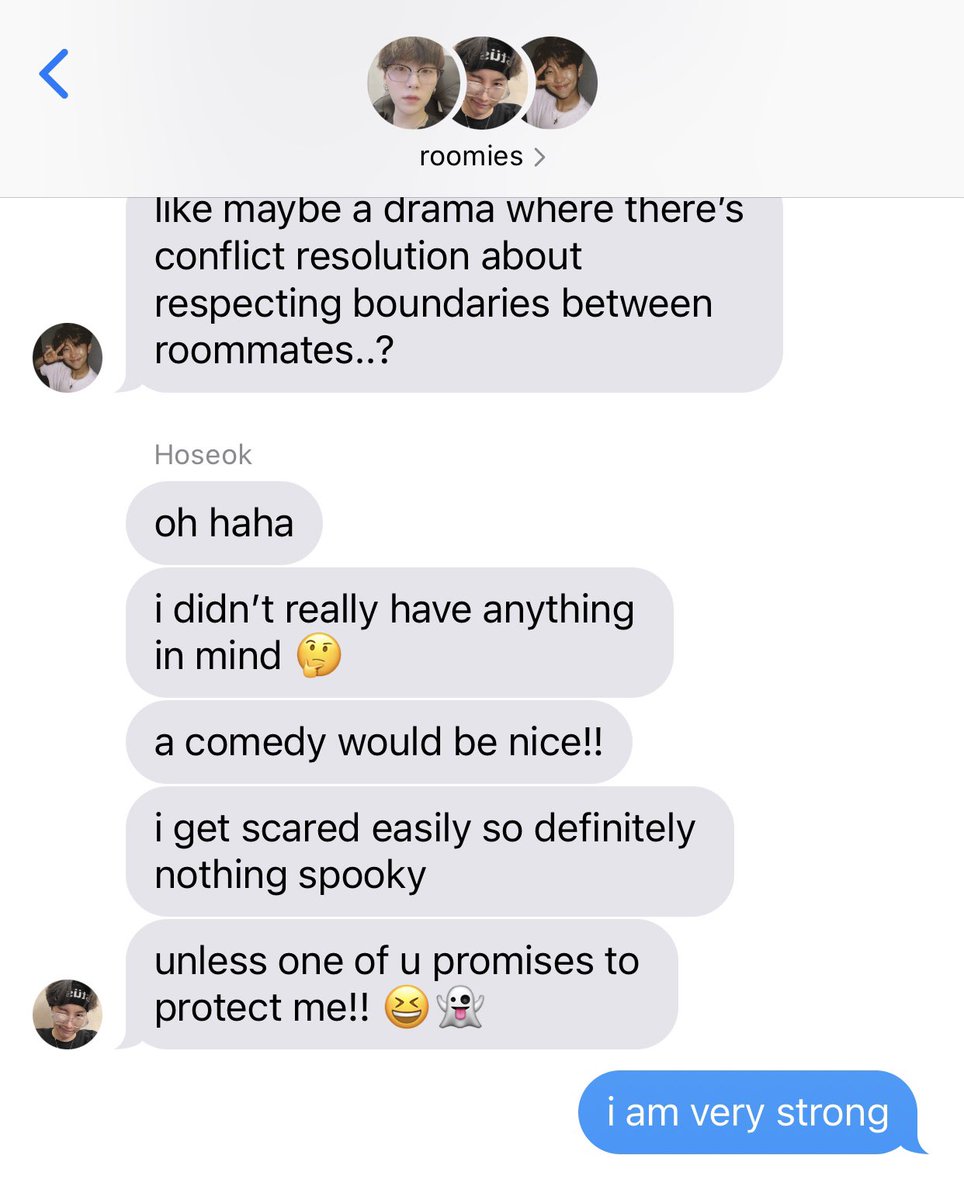 roomies
like maybe a drama where there's
conflict resolution about
respecting boundaries between
roommates..?
Hoseok
oh haha
i didn't really have anything
in mind 🤔
a comedy would be nice!!
i get scared easily so definitely
nothing spooky
unless one of u promises to
protect me!! 😆👻
i am very strong